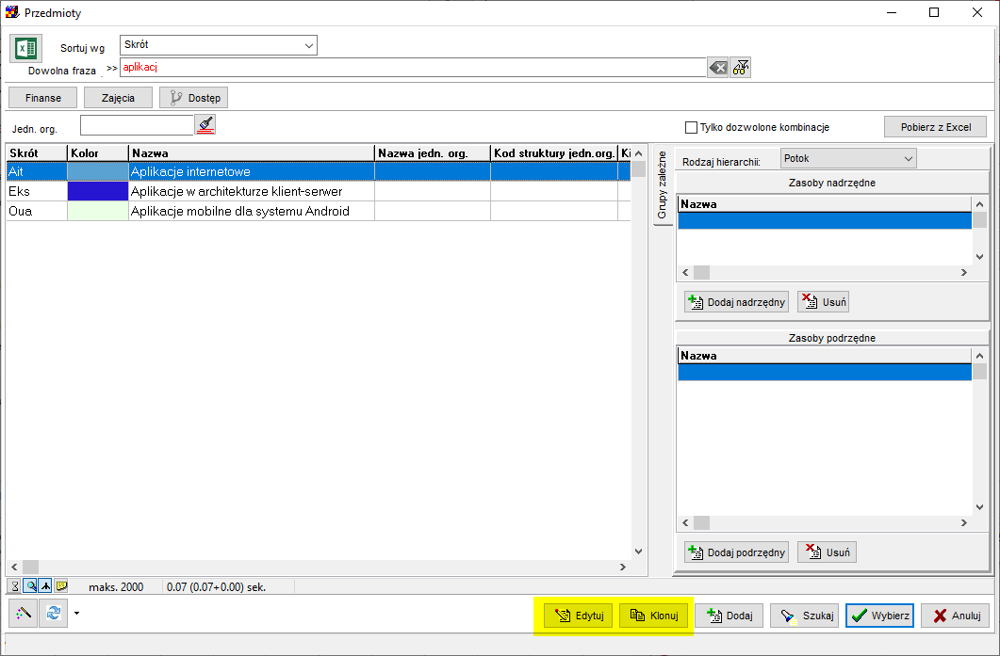 Przedmioty
Sortuj wg Skrót
Dowolna fraza >> aplikacj
Finanse Zajęcia Dostęp
Jedn. org. Tylko dozwolone kombinacje Pobierz z Excel
Skrót Kolor Nazwa Nazwa jedn. org. Kod struktury jedn.org. Ki
Ait Aplikacje internetowe
Eks Aplikacje w architekturze klient-serwer
Oua Aplikacje mobilne dla systemu Android
Grupy zależne
Rodzaj hierarchii: Potok
Zasoby nadrzędne
Nazwa
Dodaj nadrzędny Usuń
Zasoby podrzędne
Nazwa
Dodaj podrzędny Usuń
maks. 2000 0.07 (0.07+0.00) sek.
Edytuj Klonuj Dodaj Szukaj Wybierz Anuluj